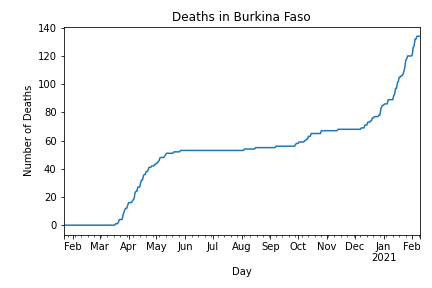 Deaths in Burkina Faso
140
120
100
80
60
40
20
0
Number of Deaths
Feb Mar Apr May Jun Jul Aug Sep Oct Nov Dec Jan Feb
2021
Day